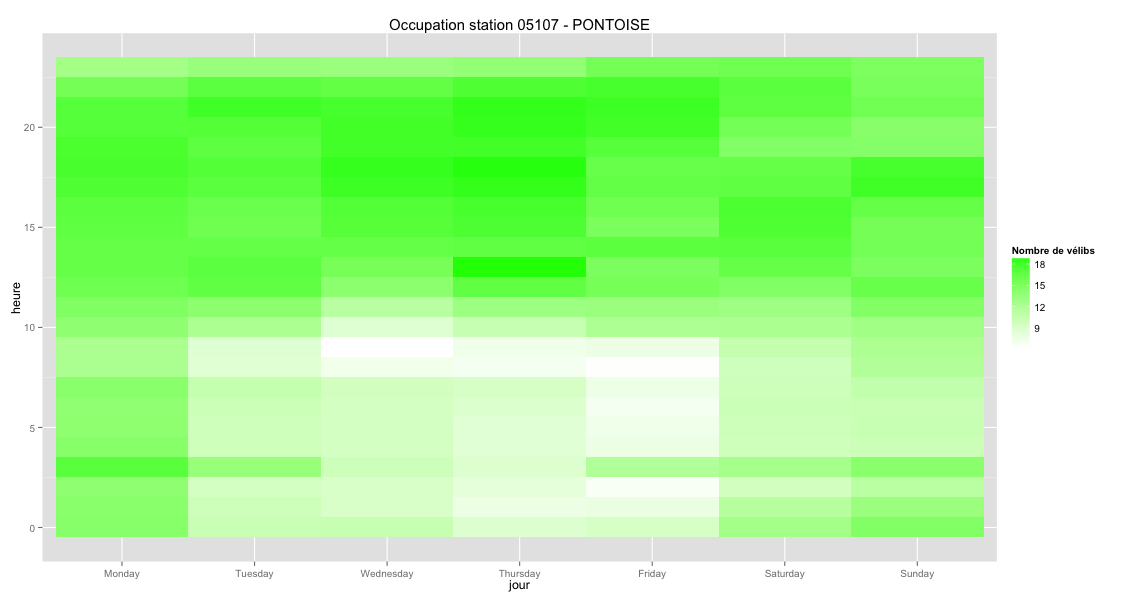 Occupation station 05107 - PONTOISE
heure
20
15
10
5
0
Monday Tuesday Wednesday Thursday Friday Saturday Sunday
jour
Nombre de vélibs
18
15
12
9